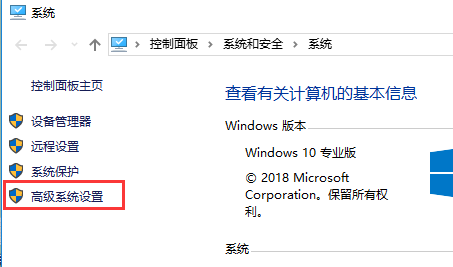 系统
控制面板 系统和安全 系统
控制面板主页
设备管理器
远程设置
系统保护
高级系统设置
查看有关计算机的基本信息
Windows 版本
Windows 10 专业版
© 2018 Microsoft
Corporation。保留所有权
利。
系统